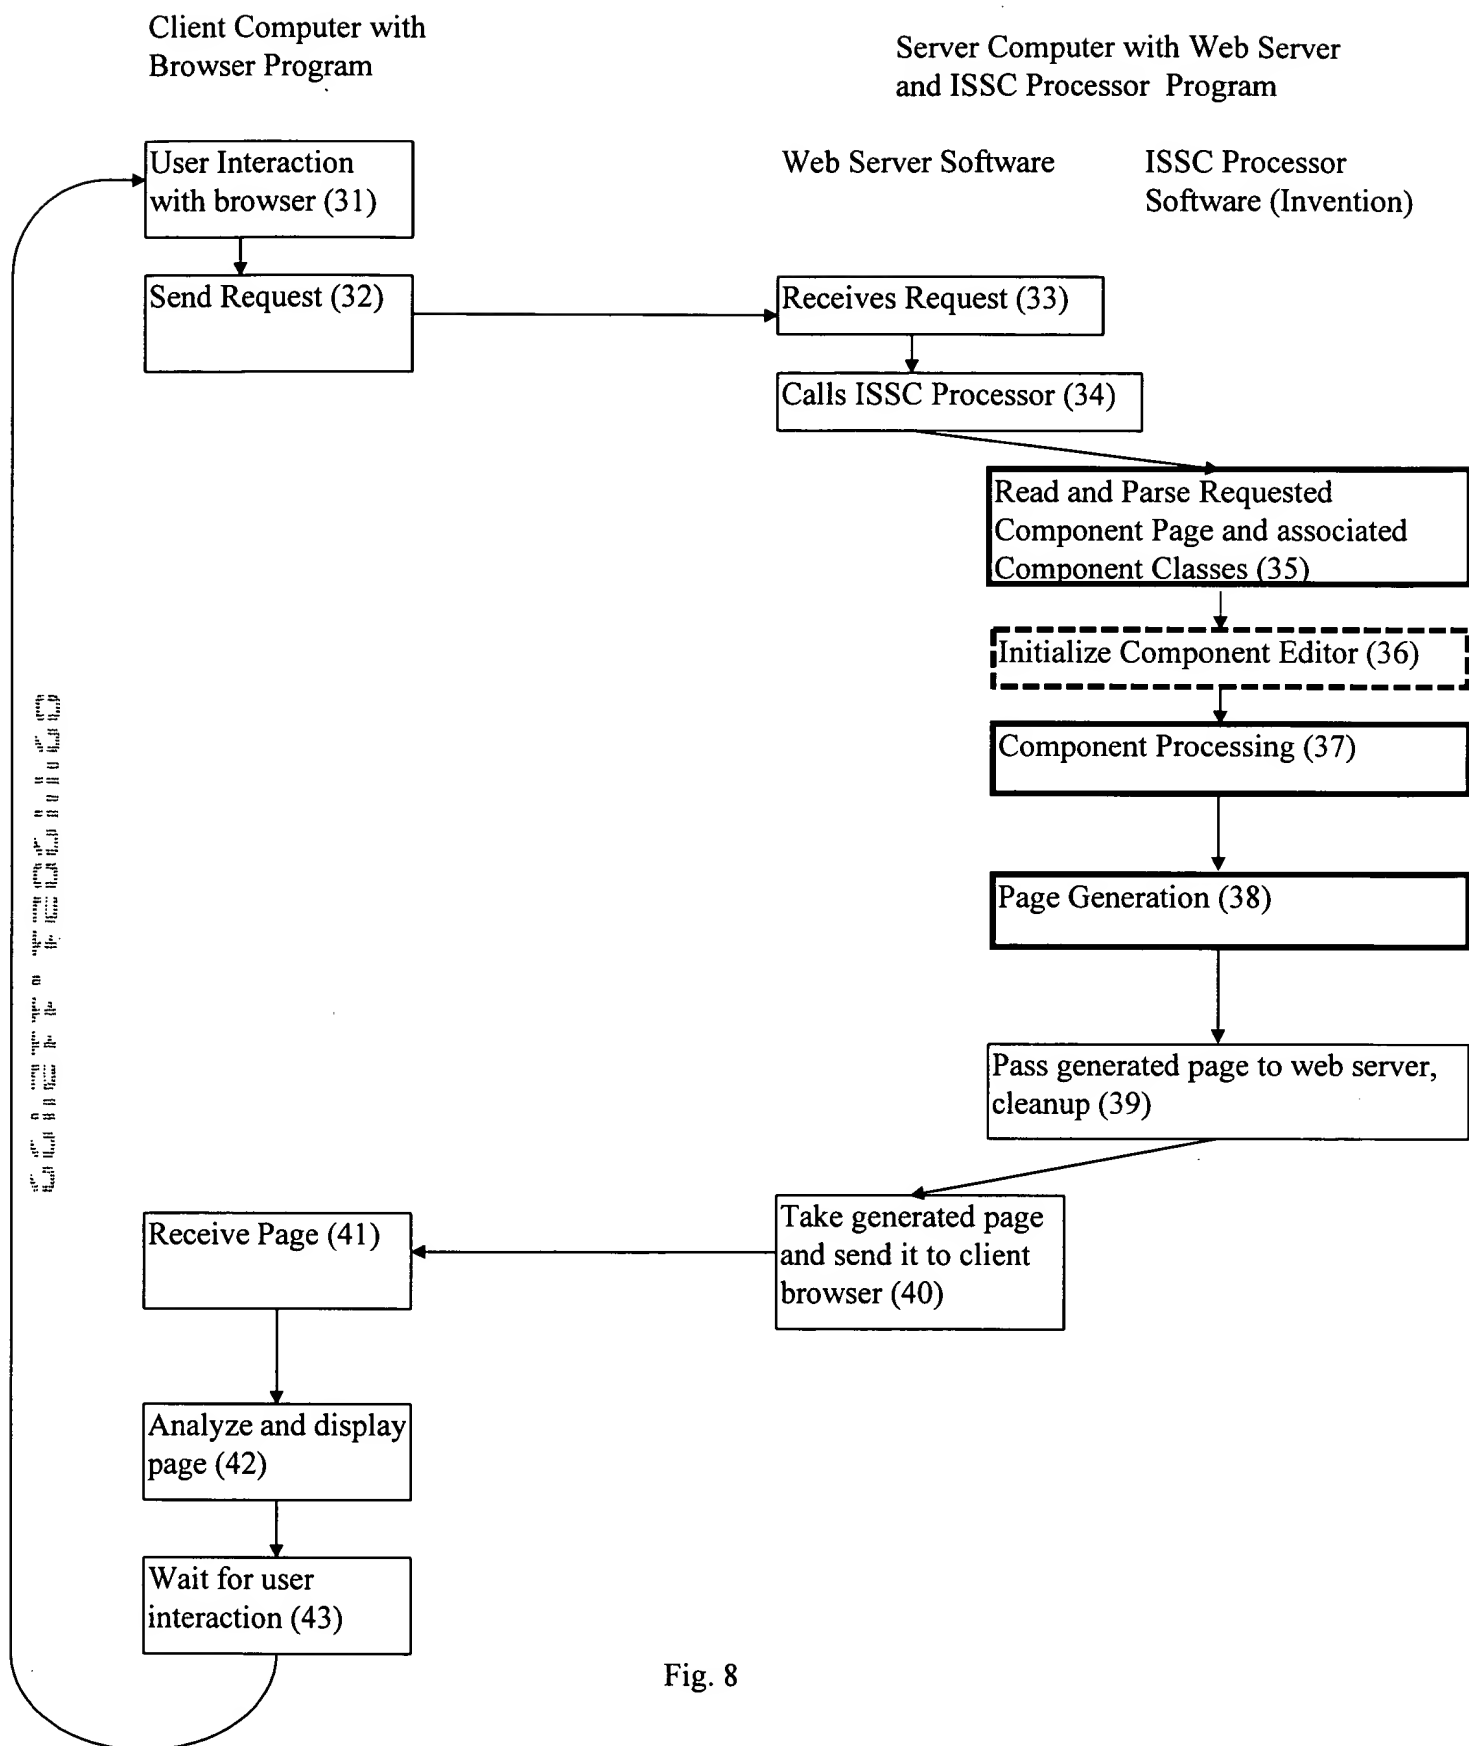 Client Computer with
Browser Program
Server Computer with Web Server
and ISSC Processor Program
Web Server Software
ISSC Processor
Software (Invention)
User Interaction
with browser (31)
Send Request (32)
Receives Request (33)
Calls ISSC Processor (34)
Read and Parse Requested
Component Page and associated
Component Classes (35)
Initialize Component Editor (36)
Component Processing (37)
Page Generation (38)
Pass generated page to web server,
cleanup (39)
Take generated page
and send it to client
browser (40)
Receive Page (41)
Analyze and display
page (42)
Wait for user
interaction (43)
Fig. 8